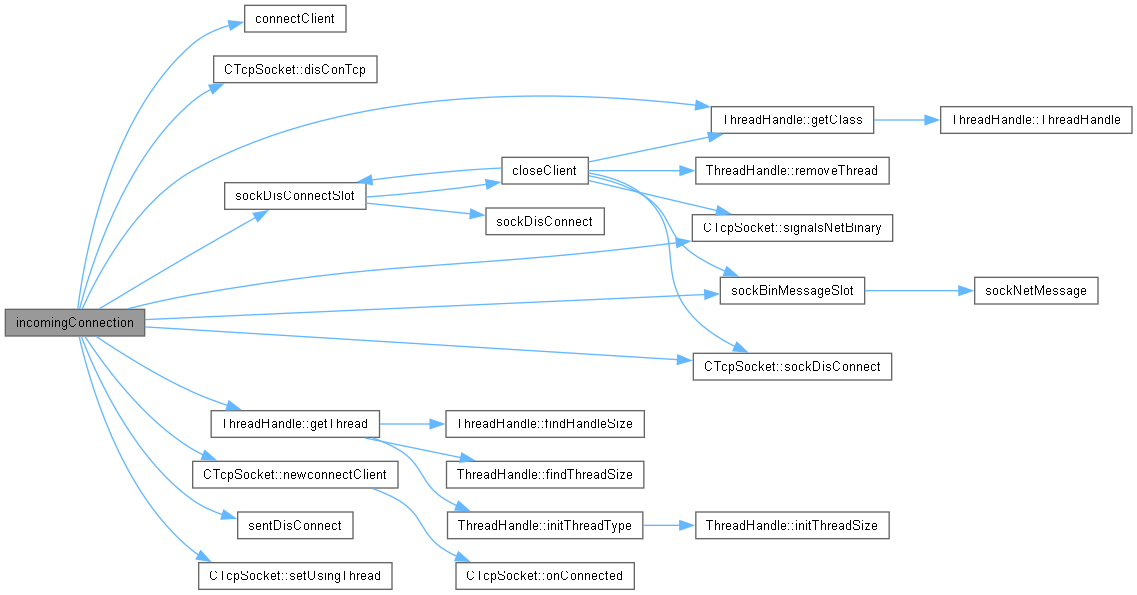 connectClient
CTcpSocket::disConTcp
ThreadHandle::getClass
ThreadHandle::ThreadHandle
closeClient
ThreadHandle::removeThread
sockDisConnectSlot
sockDisConnect
CTcpSocket::signalsNetBinary
sockBinMessageSlot
sockNetMessage
incomingConnection
CTcpSocket::sockDisConnect
ThreadHandle::getThread
ThreadHandle::findHandleSize
CTcpSocket::newconnectClient
ThreadHandle::findThreadSize
sentDisConnect
ThreadHandle::initThreadType
ThreadHandle::initThreadSize
CTcpSocket::setUsingThread
CTcpSocket::onConnected